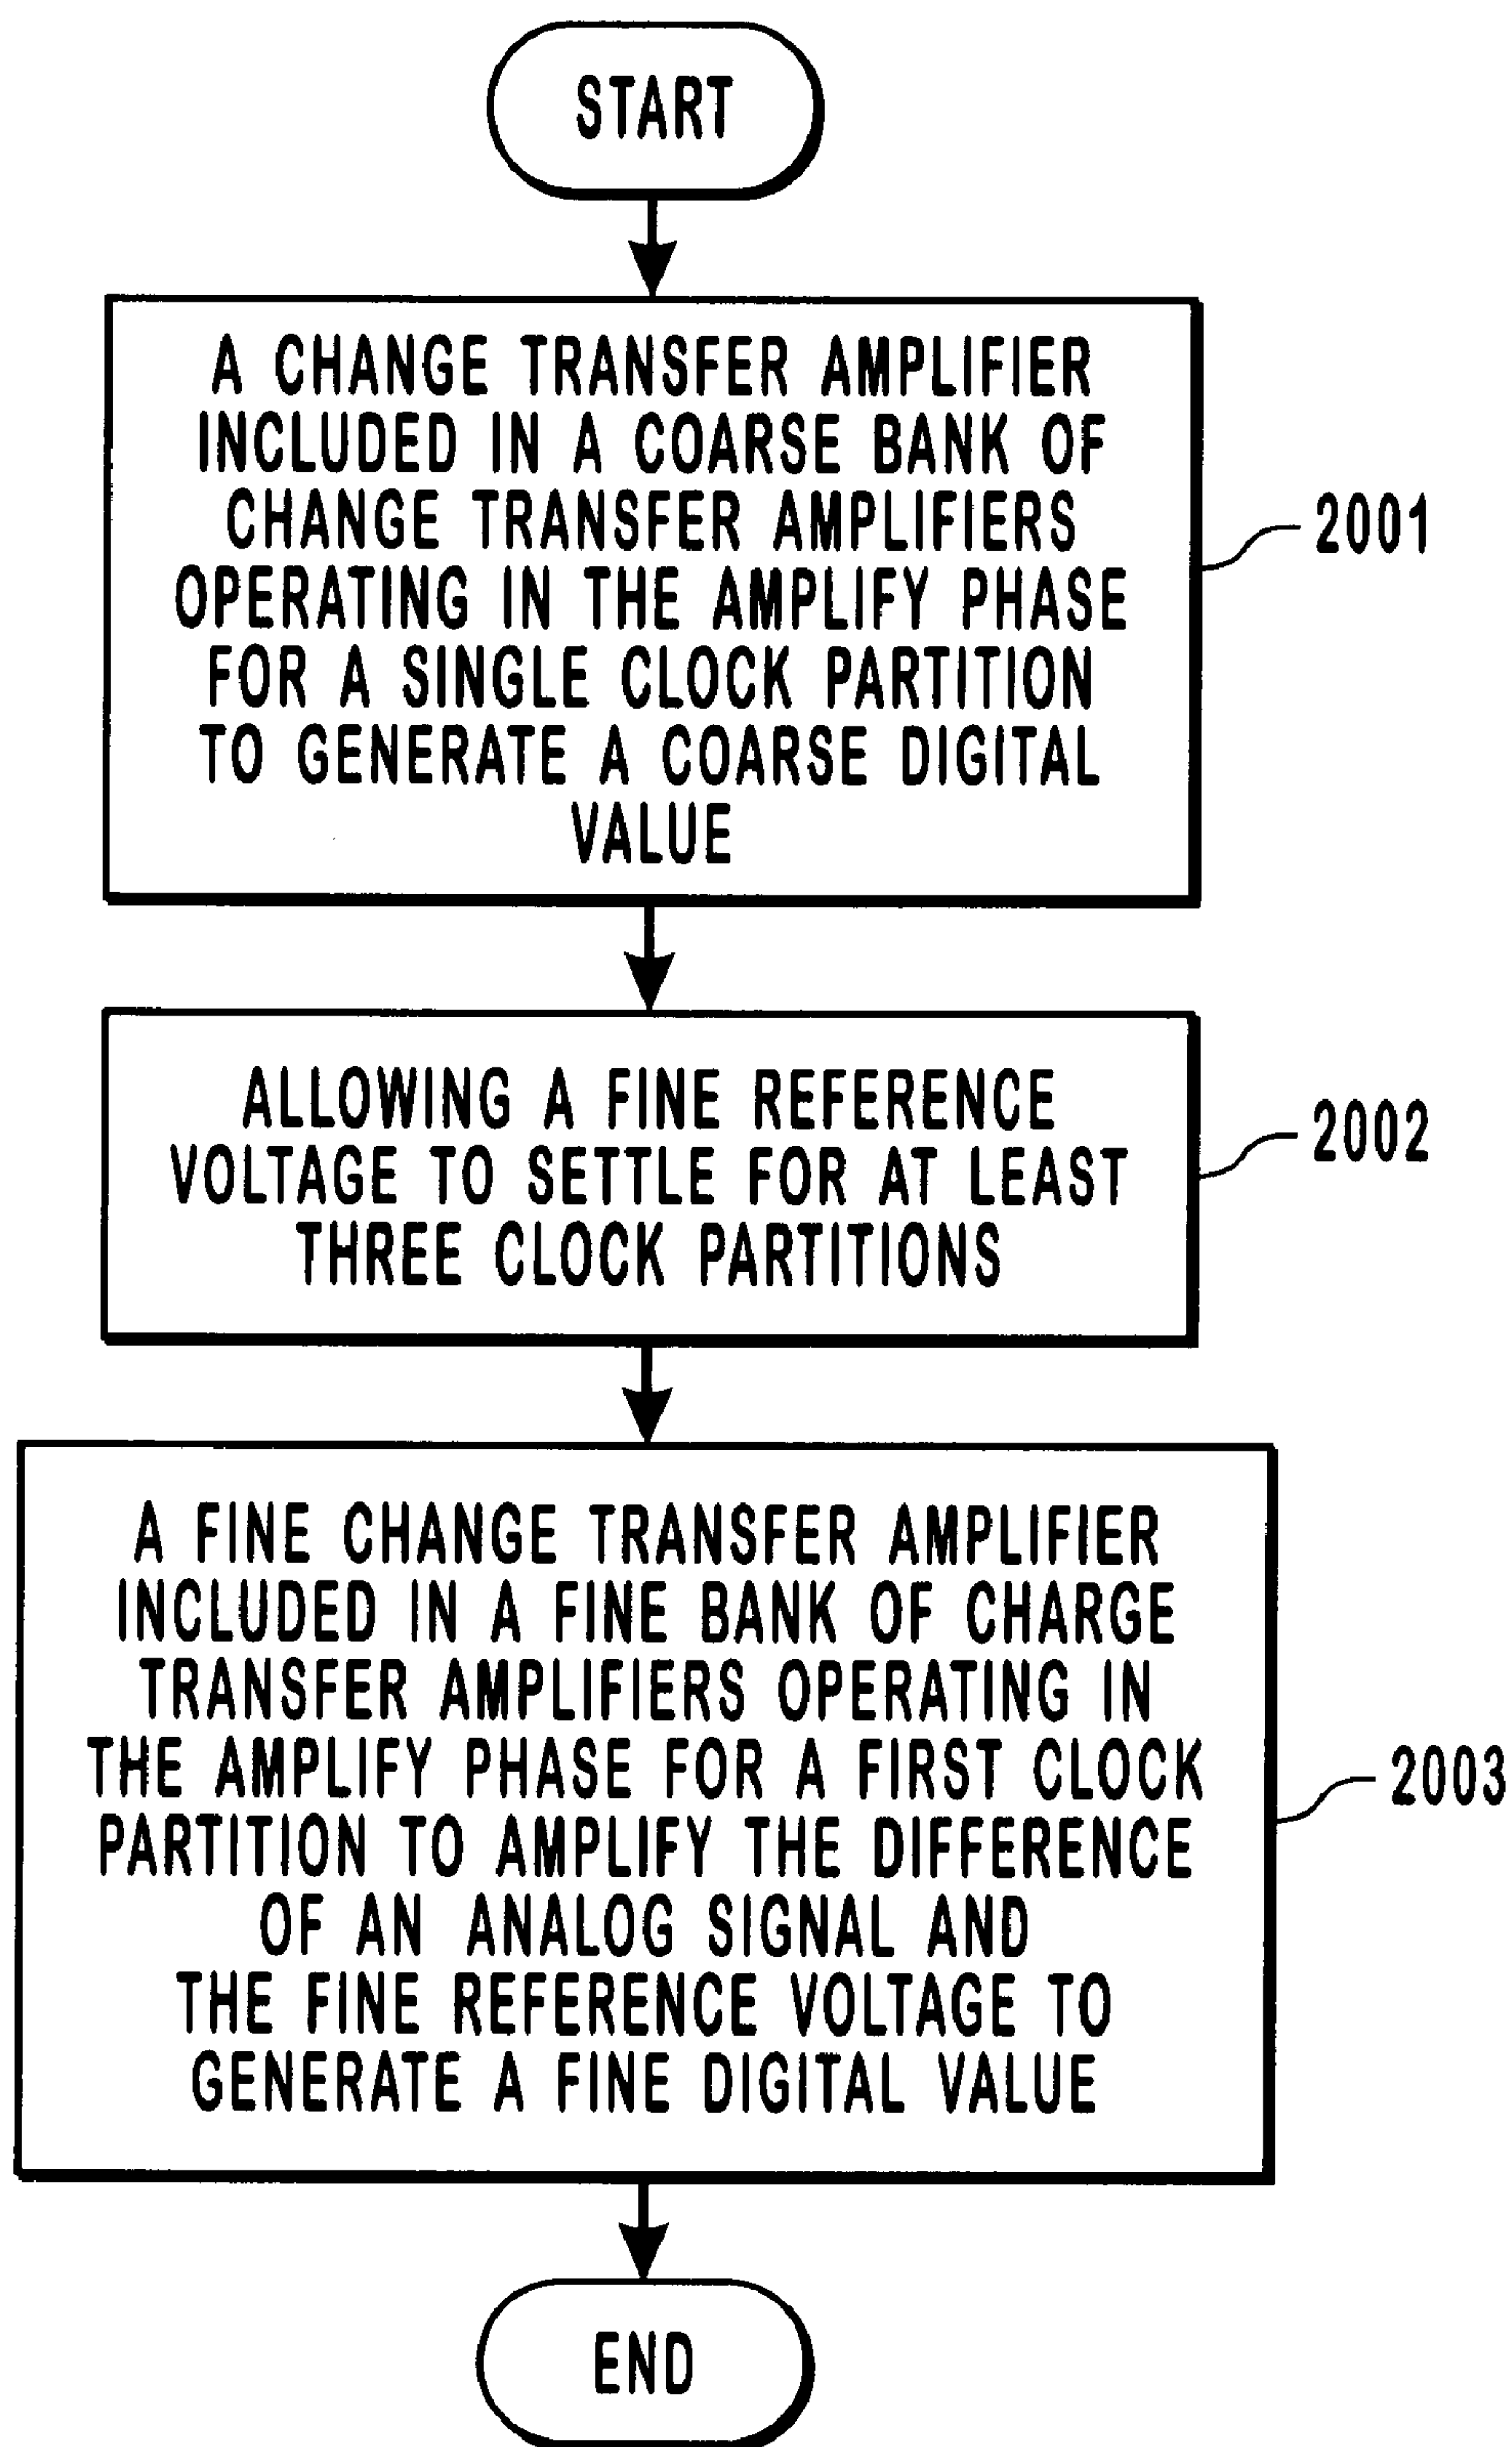 START
A CHANGE TRANSFER AMPLIFIER
INCLUDED IN A COARSE BANK OF
CHANGE TRANSFER AMPLIFIERS
OPERATING IN THE AMPLIFY PHASE
FOR A SINGLE CLOCK PARTITION
TO GENERATE A COARSE DIGITAL
VALUE
2001
ALLOWING A FINE REFERENCE
VOLTAGE TO SETTLE FOR AT LEAST
THREE CLOCK PARTITIONS
2002
A FINE CHANGE TRANSFER AMPLIFIER
INCLUDED IN A FINE BANK OF CHARGE
TRANSFER AMPLIFIERS OPERATING IN
THE AMPLIFY PHASE FOR A FIRST CLOCK
PARTITION TO AMPLIFY THE DIFFERENCE
OF AN ANALOG SIGNAL AND
THE FINE REFERENCE VOLTAGE TO
GENERATE A FINE DIGITAL VALUE
2003
END